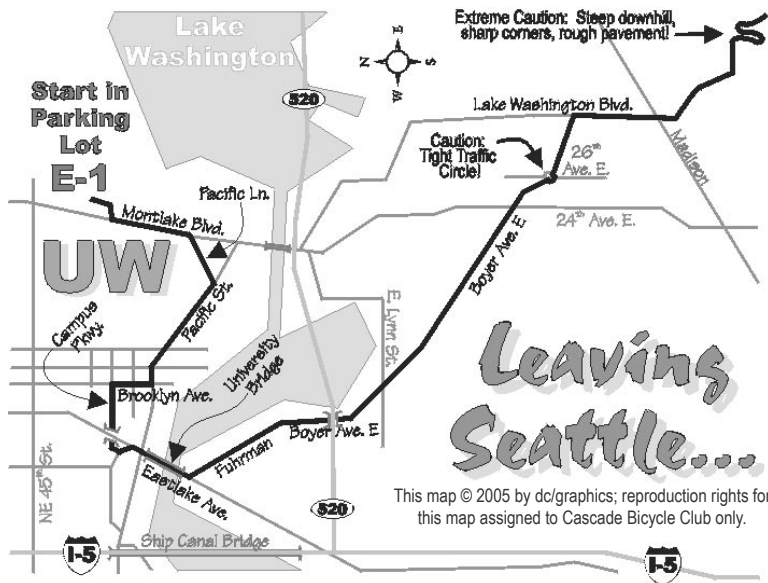 Lake
Washington
Extreme Caution: Steep downhill,
sharp corners, rough pavement!
E
N
S
W
520
Start in
Parking
Lot
E-1
Lake Washington Blvd.
Madison
Caution:
Tight Traffic
Circle!
26th
Ave. E.
Pacific Ln.
Montlake Blvd.
24th Ave. E.
UW
Boyer Ave. E
Campus
Pkwy.
Pacific St.
E. Lynn St.
University
Bridge
Leaving
Seattle...
Brooklyn Ave.
Boyer Ave. E
Fuhrman
Eastlake Ave.
NE 45th St.
This map © 2005 by dc/graphics; reproduction rights for
this map assigned to Cascade Bicycle Club only.
520
Ship Canal Bridge
I-5
I-5